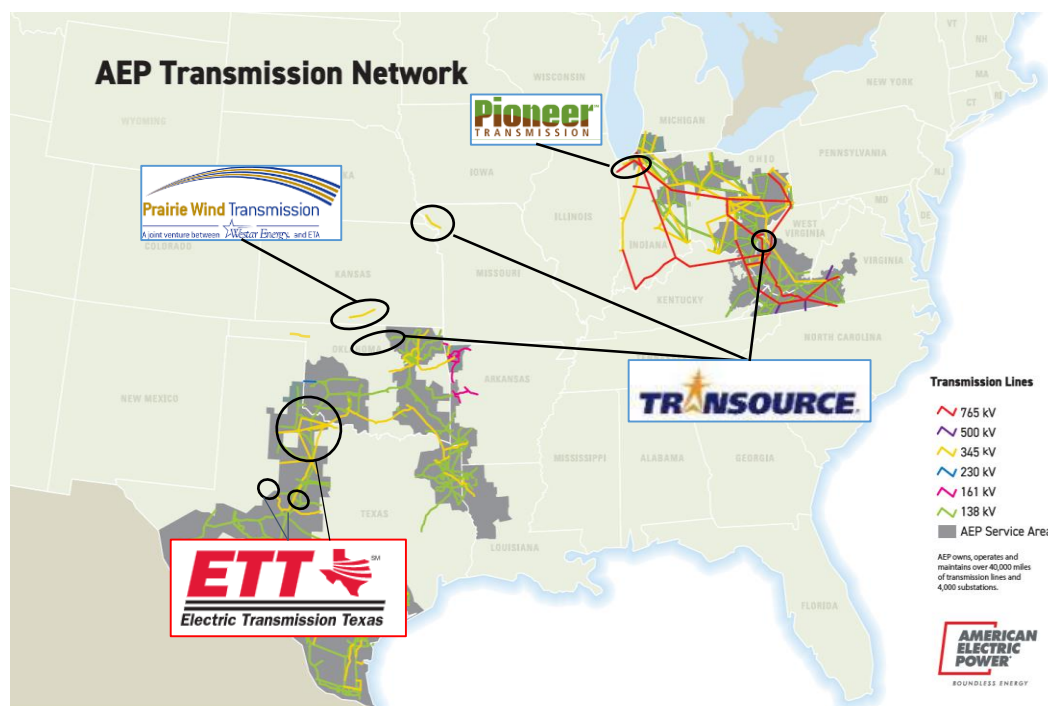 AEP Transmission Network
Pioneer
TRANSMISSION
Prairie Wind Transmission
A joint venture between Westar Energy. and ETA
TRANSOURCE
ETT
SM
Electric Transmission Texas
WYOMING
COLORADO
NEW MEXICO
KANSAS
OKLAHOMA
TEXAS
IOWA
MISSOURI
ARKANSAS
LOUISIANA
WISCONSIN
ILLINOIS
MICHIGAN
INDIANA
OHIO
KENTUCKY
MISSISSIPPI
ALABAMA
GEORGIA
FLORIDA
WEST
VIRGINIA
VIRGINIA
NORTH CAROLINA
PENNSYLVANIA
NEW YORK
VT
NH
MA
CT
RI
NJ
MD
DE
Transmission Lines
765 kV
500 kV
345 kV
230 kV
161 kV
138 kV
AEP Service Area
AEP owns, operates and
maintains over 40,000 miles
of transmission lines and
4,000 substations.
AMERICAN
ELECTRIC
POWER
BOUNDLESS ENERGY